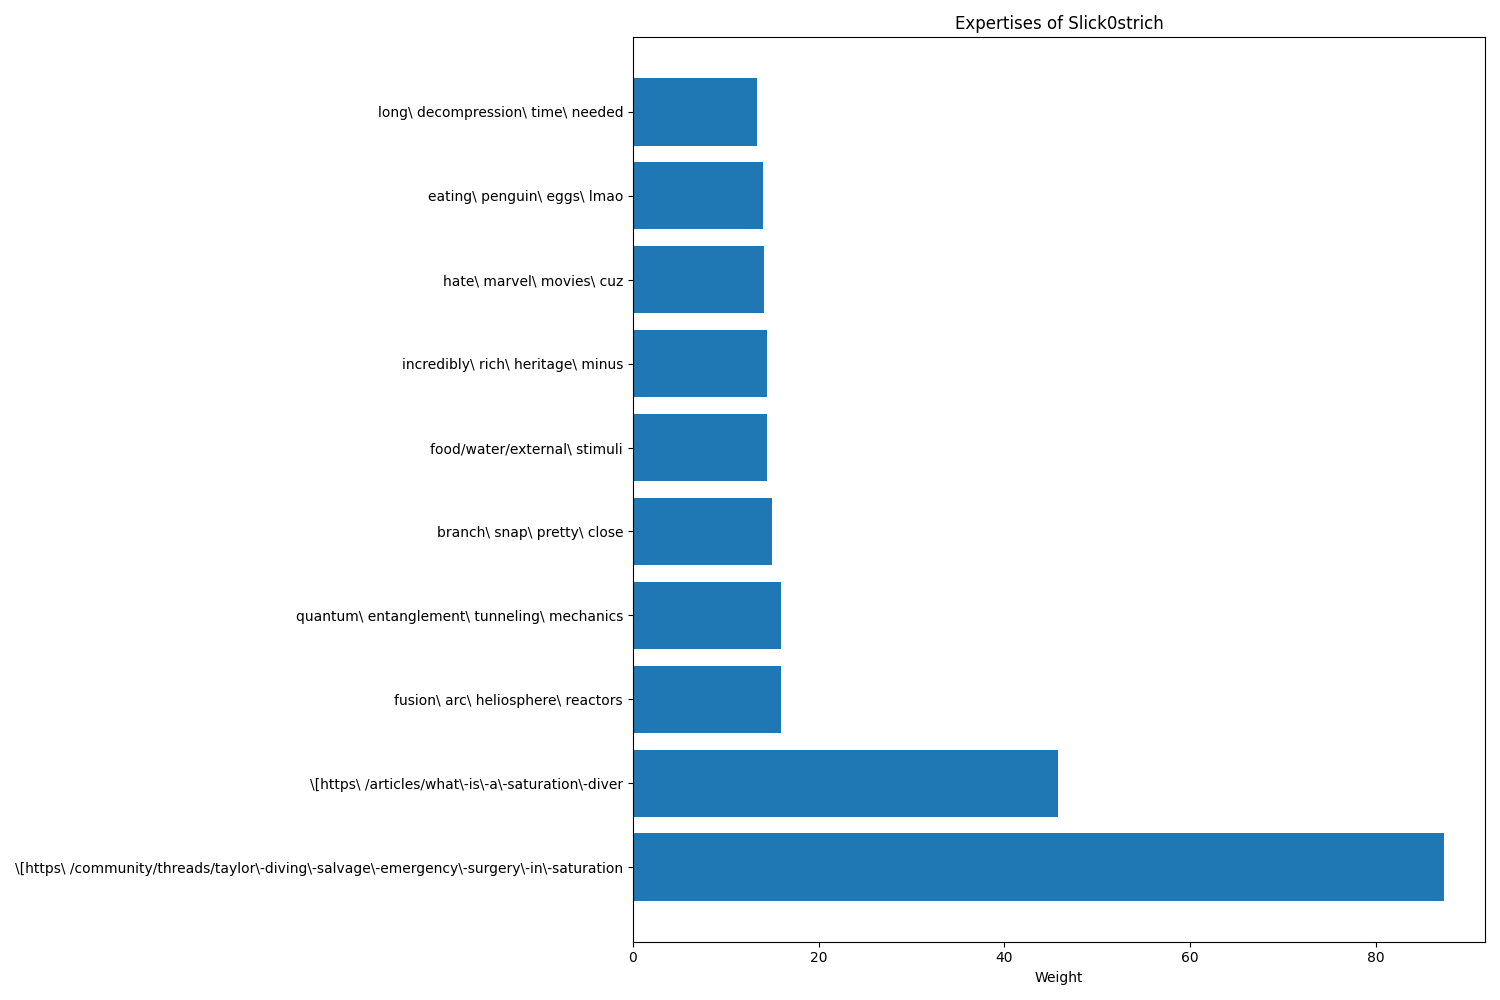 Expertises of Slick0strich
long\ decompression\ time\ needed
eating\ penguin\ eggs\ lmao
hate\ marvel\ movies\ cuz
incredibly\ rich\ heritage\ minus
food/water/external\ stimuli
branch\ snap\ pretty\ close
quantum\ entanglement\ tunneling\ mechanics
fusion\ arc\ heliosphere\ reactors
\[https\ /articles/what\-is\-a\-saturation\-diver
\[https\ /community/threads/taylor\-diving\-salvage\-emergency\-surgery\-in\-saturation
0 20 40 60 80
Weight